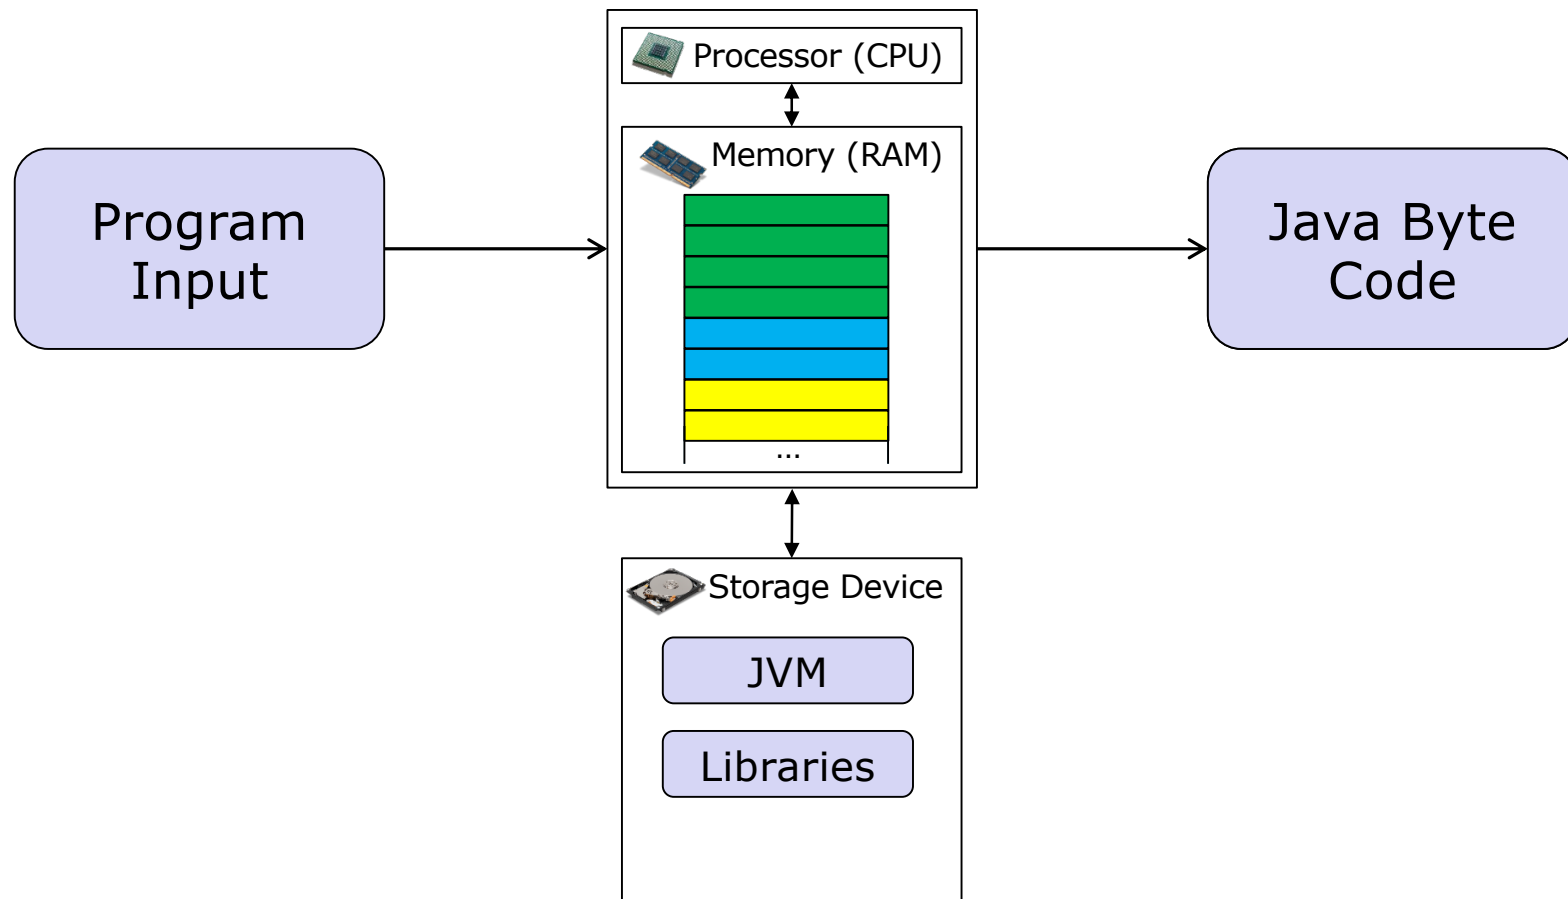 Processor (CPU)
Memory (RAM)
Program
Input
Java Byte
Code
...
Storage Device
JVM
Libraries